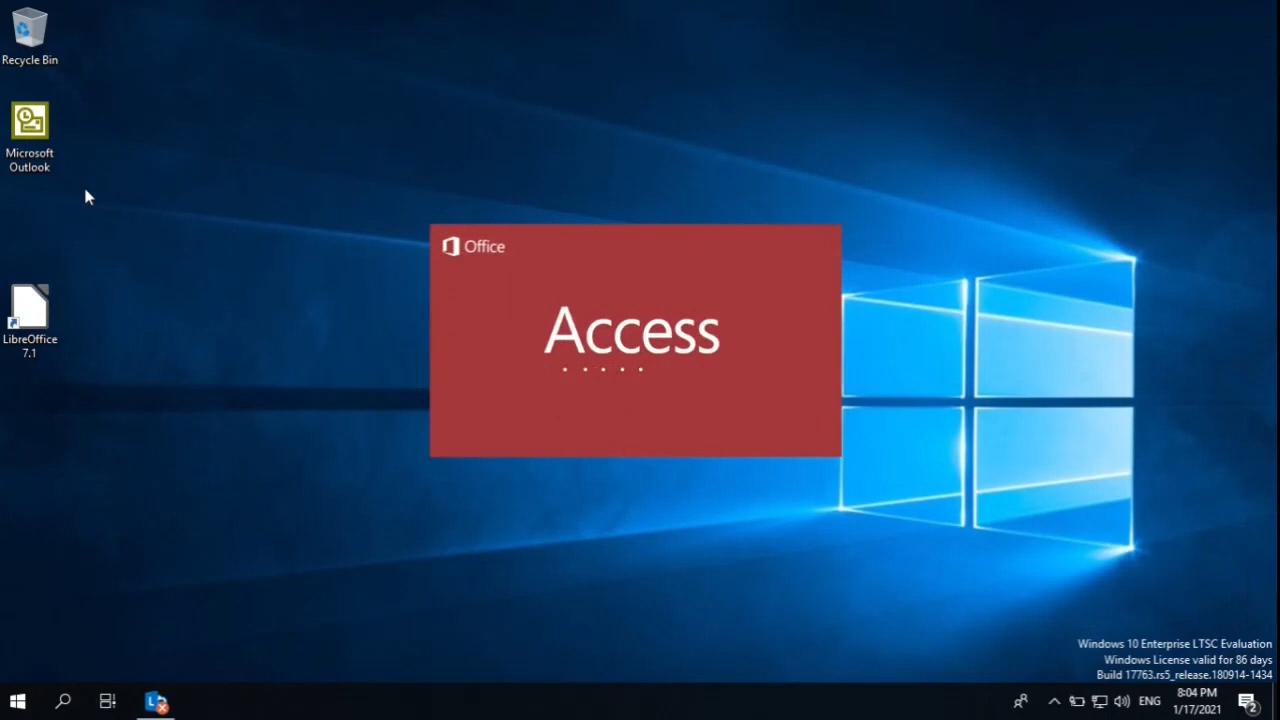 Recycle Bin
Microsoft
Outlook
LibreOffice
7.1
Office
Access
Windows 10 Enterprise LTSC Evaluation
Windows License valid for 86 days
Build 17763.rs5_release.180914-1434
L
ENG
8:04 PM
1/17/2021
2